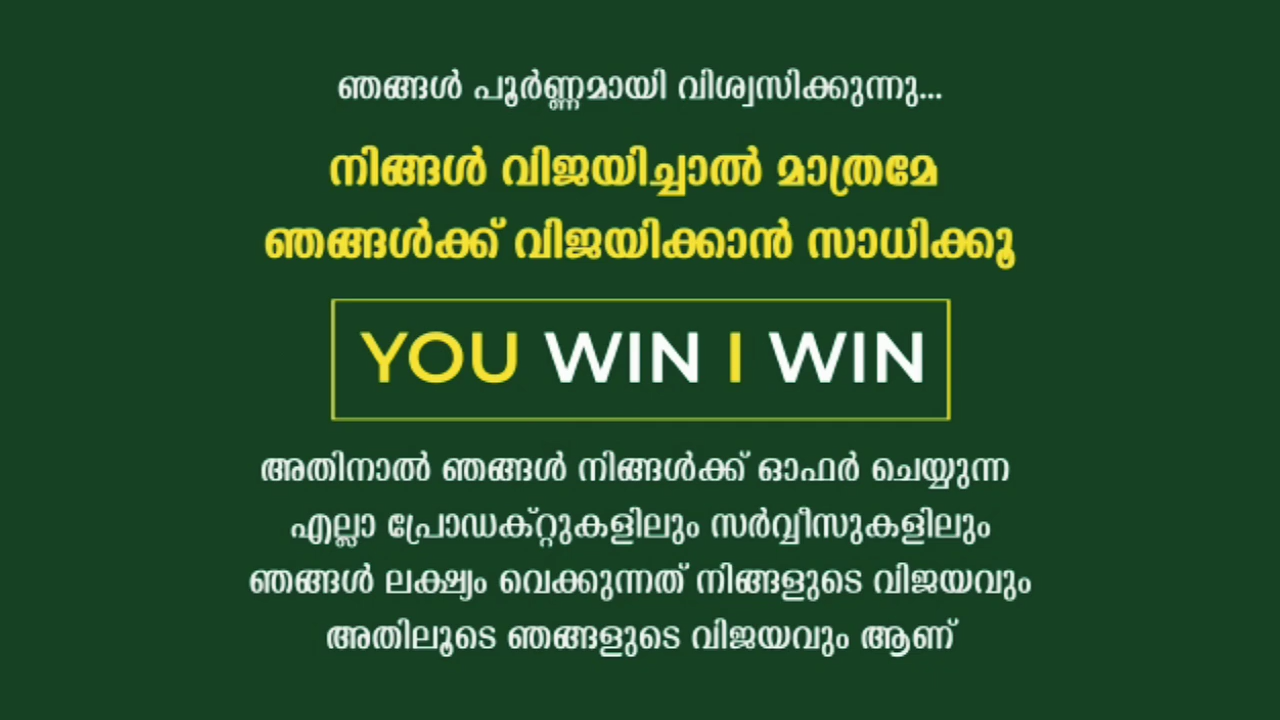 ഞങ്ങൾ പൂർണ്ണമായി വിശ്വസിക്കുന്നു...
നിങ്ങൾ വിജയിച്ചാൽ മാത്രമേ
ഞങ്ങൾക്ക് വിജയിക്കാൻ സാധിക്കൂ
YOU WIN I WIN
അതിനാൽ ഞങ്ങൾ നിങ്ങൾക്ക് ഓഫർ ചെയ്യുന്ന
എല്ലാ പ്രോഡക്റ്റുകളിലും സർവ്വീസുകളിലും
ഞങ്ങൾ ലക്ഷ്യം വെക്കുന്നത് നിങ്ങളുടെ വിജയവും
അതിലൂടെ ഞങ്ങളുടെ വിജയവും ആണ്